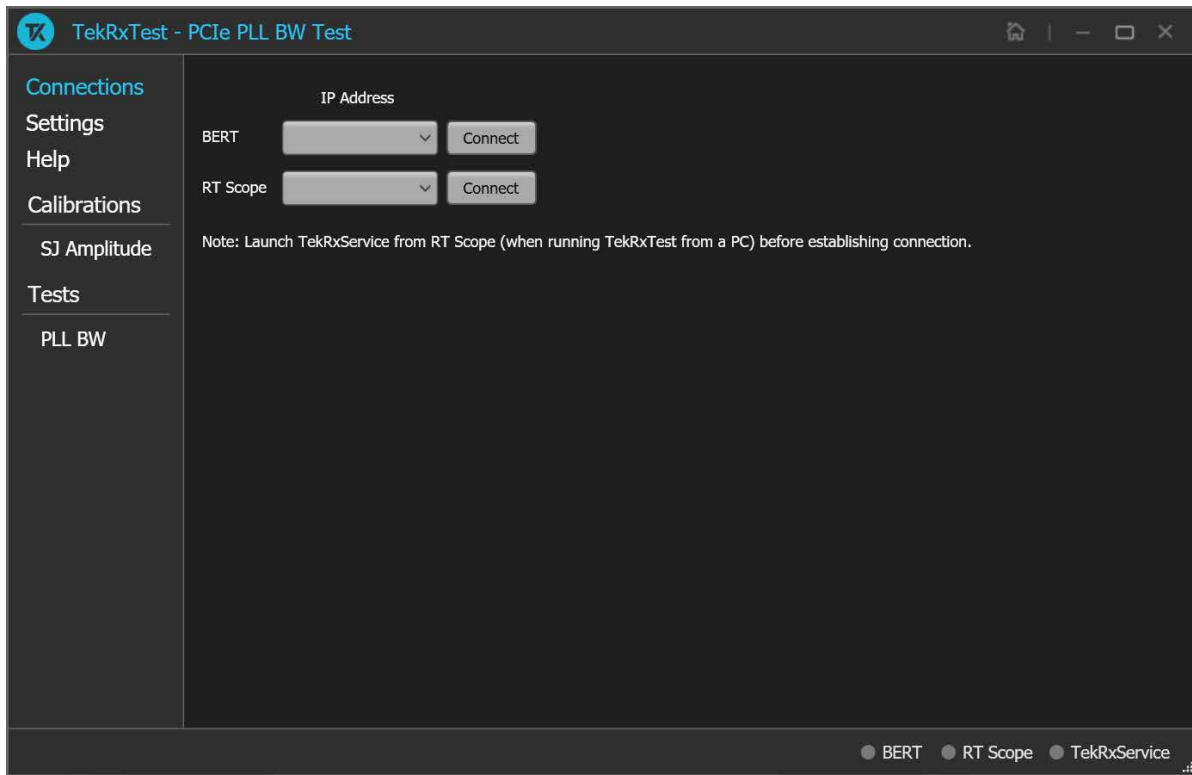 TK TekRxTest - PCIe PLL BW Test
Connections
Settings
Help
Calibrations
SJ Amplitude
Tests
PLL BW
IP Address
BERT Connect
RT Scope Connect
Note: Launch TekRxService from RT Scope (when running TekRxTest from a PC) before establishing connection.
BERT RT Scope TekRxService